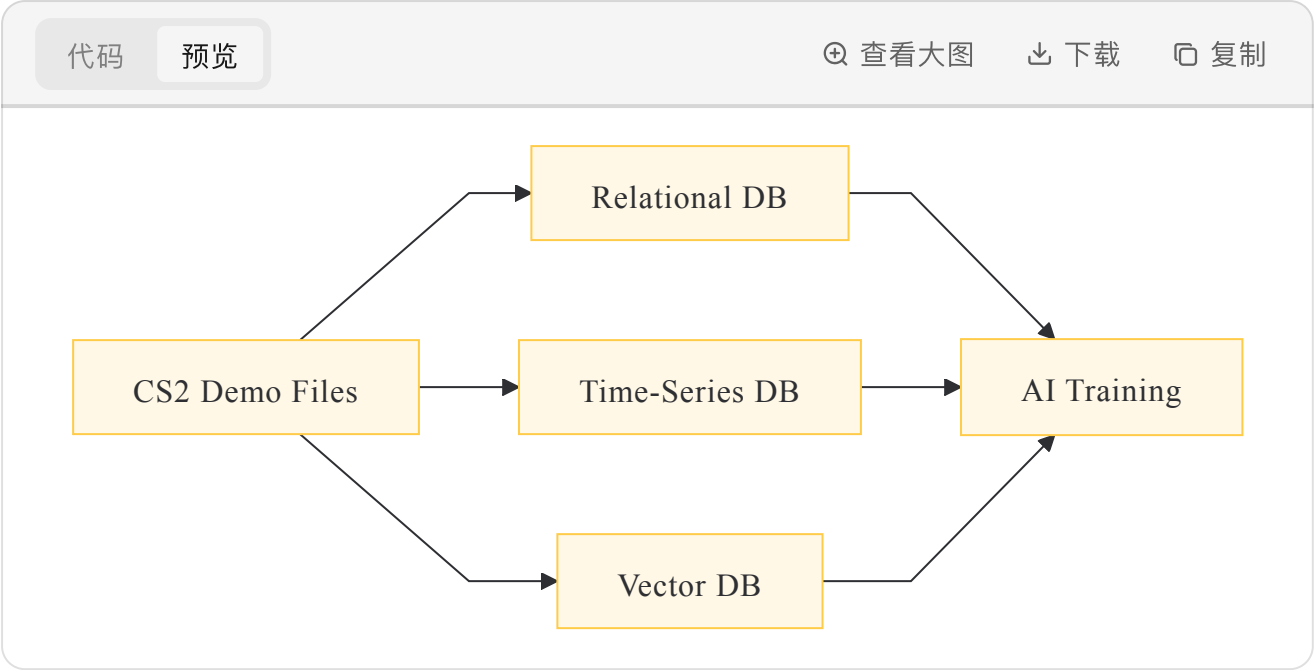 代码 预览 查看大图 下载 复制
Relational DB
CS2 Demo Files Time-Series DB AI Training
Vector DB